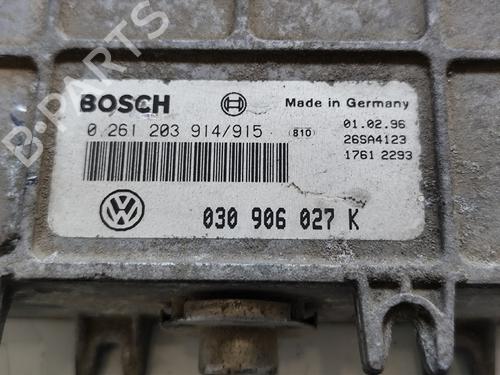 B-PARTS
BOSCH
Made in Germany
0 261 203 914/915
810
01.02.96
26SA4123
1761 2293
030 906 027 K